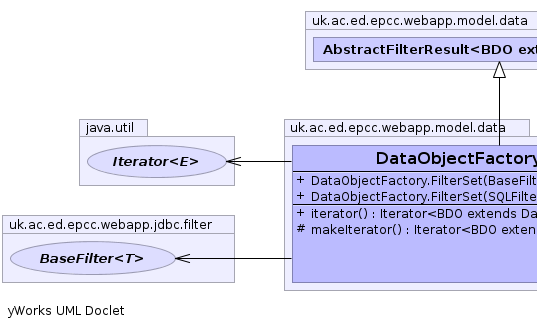 uk.ac.ed.epcc.webapp.model.data
AbstractFilterResult<BDO ext
java.util
Iterator<E>
uk.ac.ed.epcc.webapp.model.data
DataObjectFactory
+ DataObjectFactory.FilterSet(BaseFilt
+ DataObjectFactory.FilterSet(SQLFilte
+ iterator() : Iterator<BDO extends Da
# makeIterator() : Iterator<BDO exten
uk.ac.ed.epcc.webapp.jdbc.filter
BaseFilter<T>
yWorks UML Doclet